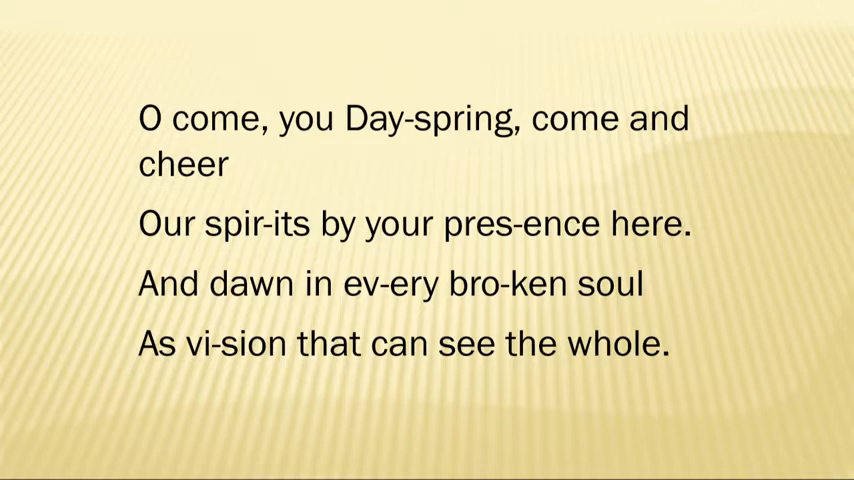 O come, you Day-spring, come and
cheer
Our spir-its by your pres-ence here.
And dawn in ev-ery bro-ken soul
As vi-sion that can see the whole.